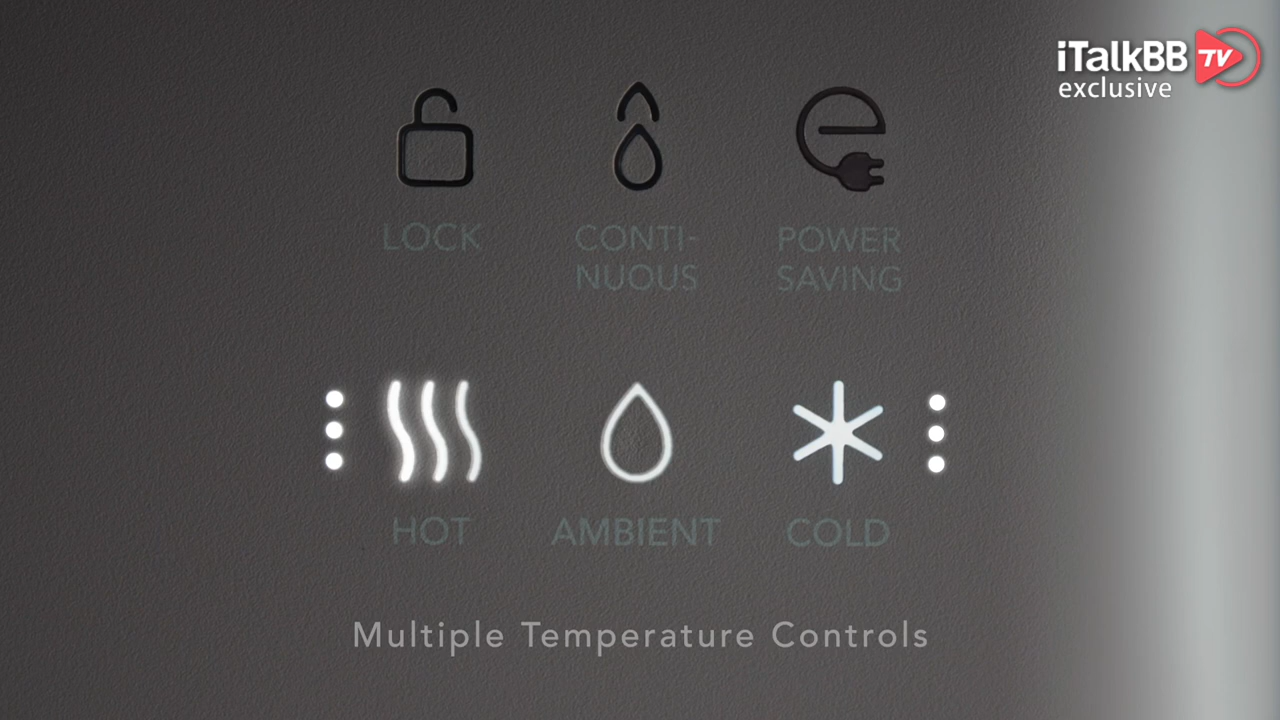 iTalkBB TV
exclusive
LOCK
CONTI-
NUOUS
POWER
SAVING
HOT
AMBIENT
COLD
Multiple Temperature Controls